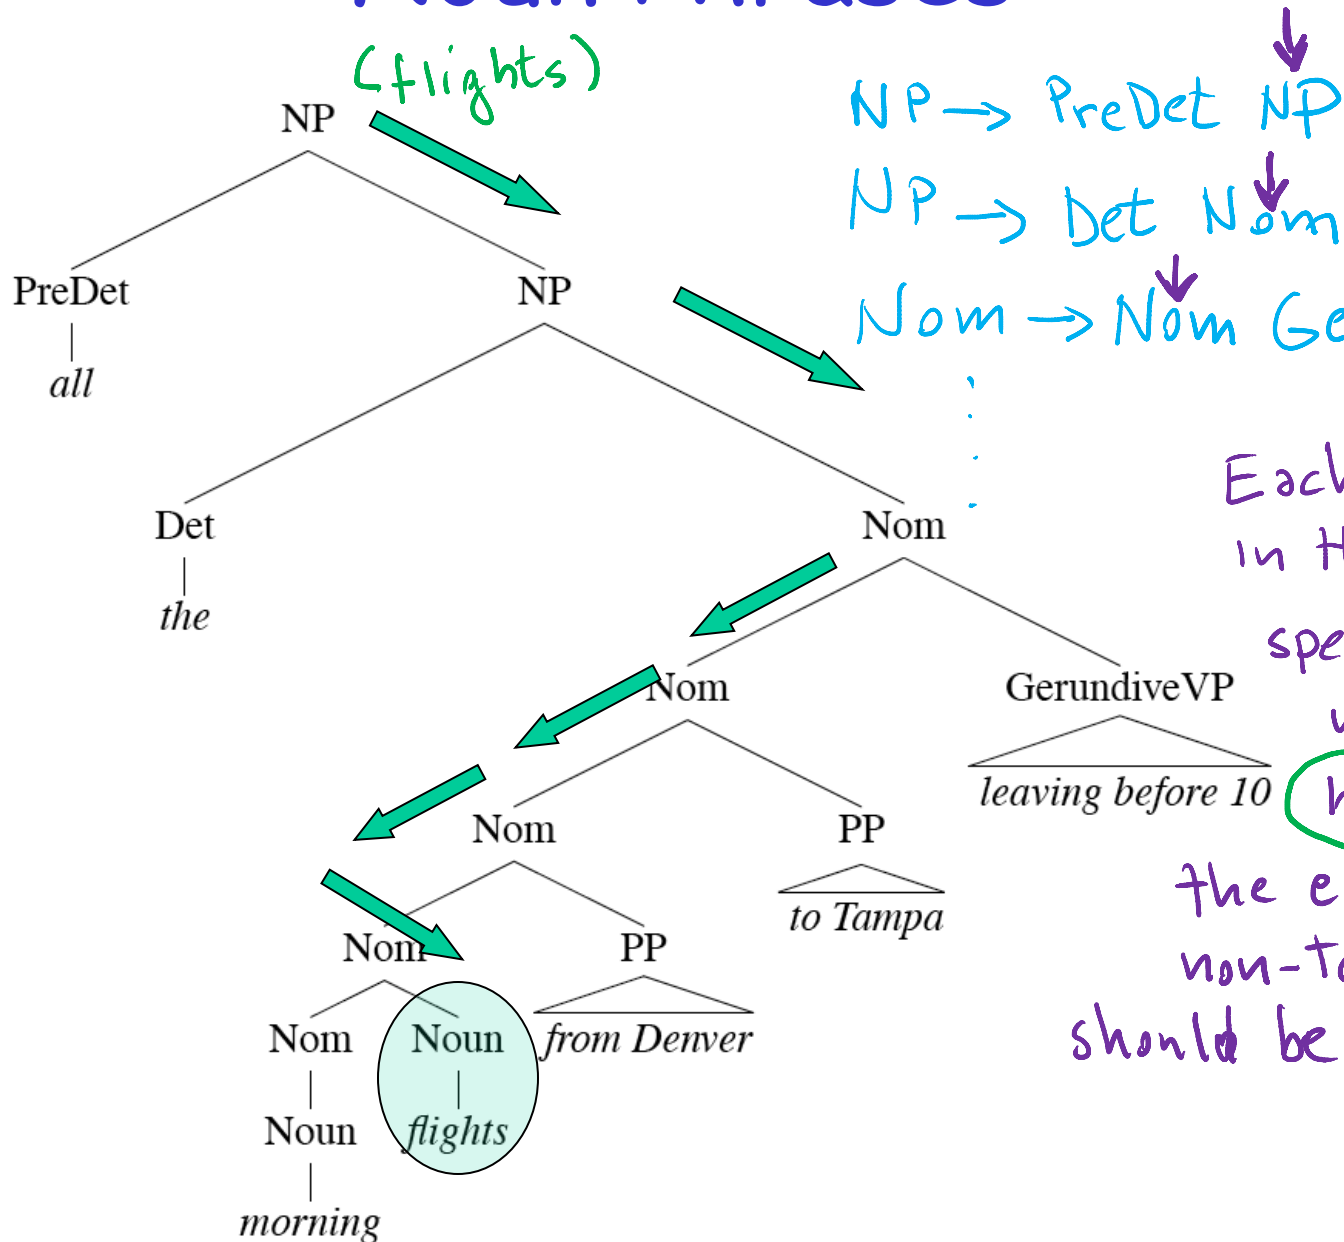 (flights)
NP → PreDet NP
NP
NP → Det Nom
PreDet
NP
Nom → Nom Ge
all
Each
Det
Nom
in
the
spe
Nom
GerundiveVP
leaving before 10
Nom
PP
the e
to Tampa
Nom
PP
non-
Nom
Noun
from Denver
should be
Noun
flights
morning